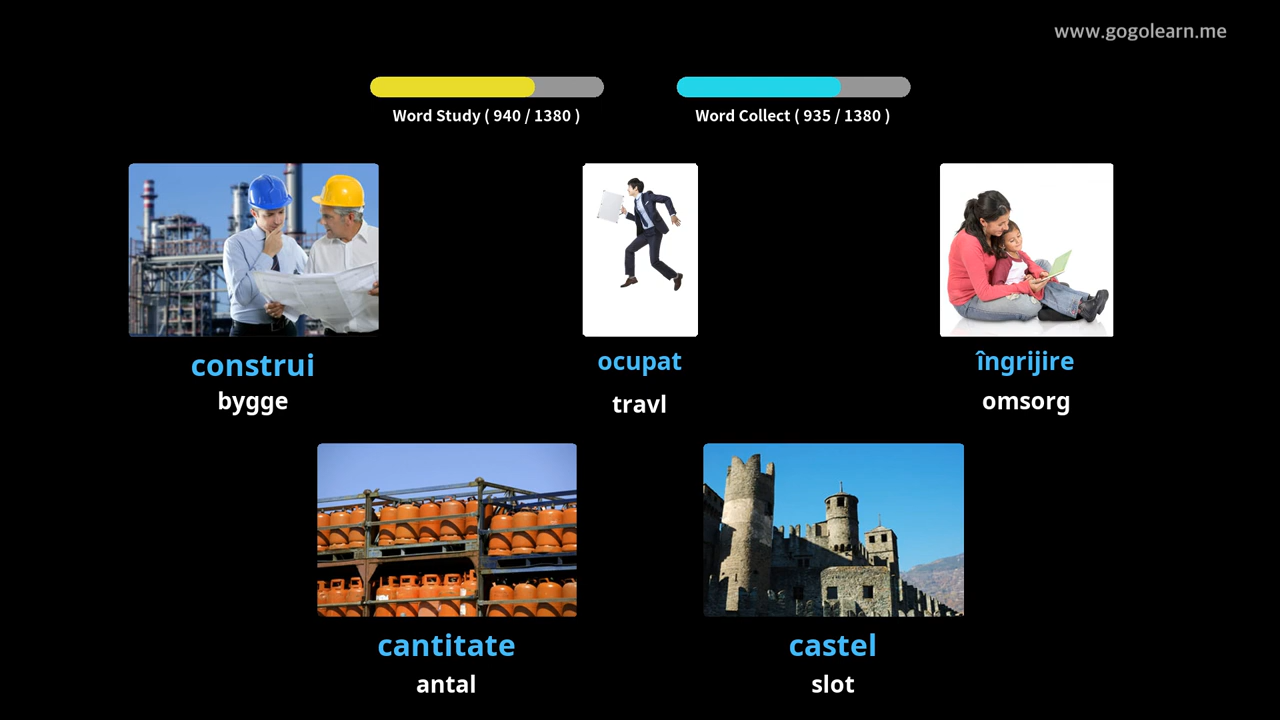 www.gogolearn.me
Word Study ( 940 / 1380 )
Word Collect ( 935 / 1380 )
construi
bygge
ocupat
travl
îngrijire
omsorg
cantitate
antal
castel
slot